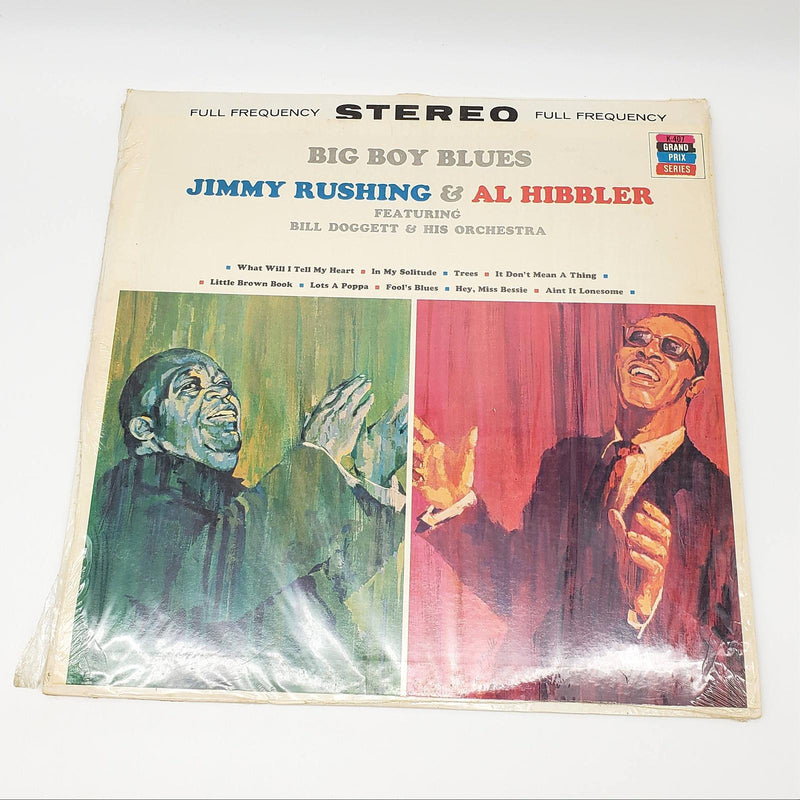 FULL FREQUENCY STEREO FULL FREQUENCY
K 407
GRAND
PRIX
SERIES
BIG BOY BLUES
JIMMY RUSHING & AL HIBBLER
FEATURING
BILL DOGGETT & HIS ORCHESTRA
What Will I Tell My Heart In My Solitude Trees It Don't Mean A Thing
Little Brown Book Lots A Poppa Fool's Blues Hey, Miss Bessie Aint It Lonesome